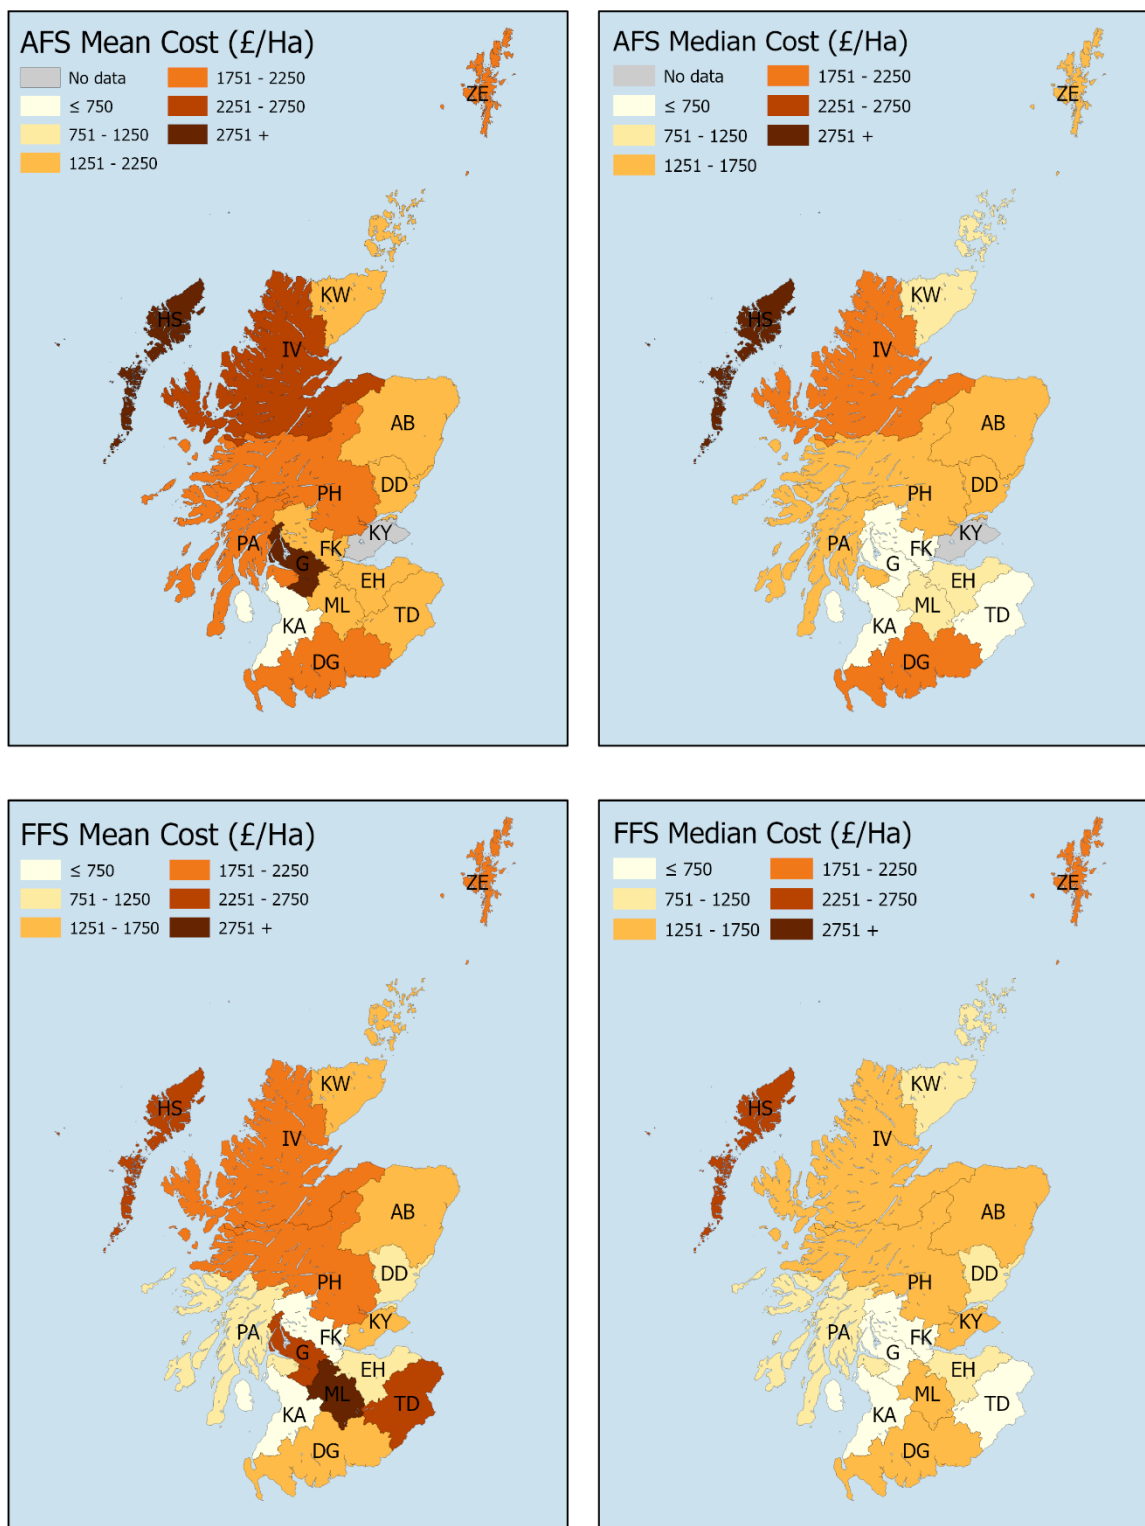 AFS Mean Cost (£/Ha)
No data
≤ 750
751 - 1250
1251 - 2250
1751 - 2250
2251 - 2750
2751 +
ZE
KW
HS
IV
AB
PH
DD
KY
PA
FK
G
EH
ML
TD
KA
DG
AFS Median Cost (£/Ha)
No data
≤ 750
751 - 1250
1251 - 1750
1751 - 2250
2251 - 2750
2751 +
ZE
KW
HS
IV
AB
PH
DD
KY
PA
FK
G
EH
ML
TD
KA
DG
FFS Mean Cost (£/Ha)
≤ 750
751 - 1250
1251 - 1750
1751 - 2250
2251 - 2750
2751 +
ZE
KW
HS
IV
AB
PH
DD
KY
PA
FK
G
EH
ML
TD
KA
DG
FFS Median Cost (£/Ha)
≤ 750
751 - 1250
1251 - 1750
1751 - 2250
2251 - 2750
2751 +
ZE
KW
HS
IV
AB
DD
PH
KY
PA
FK
G
EH
ML
TD
KA
DG